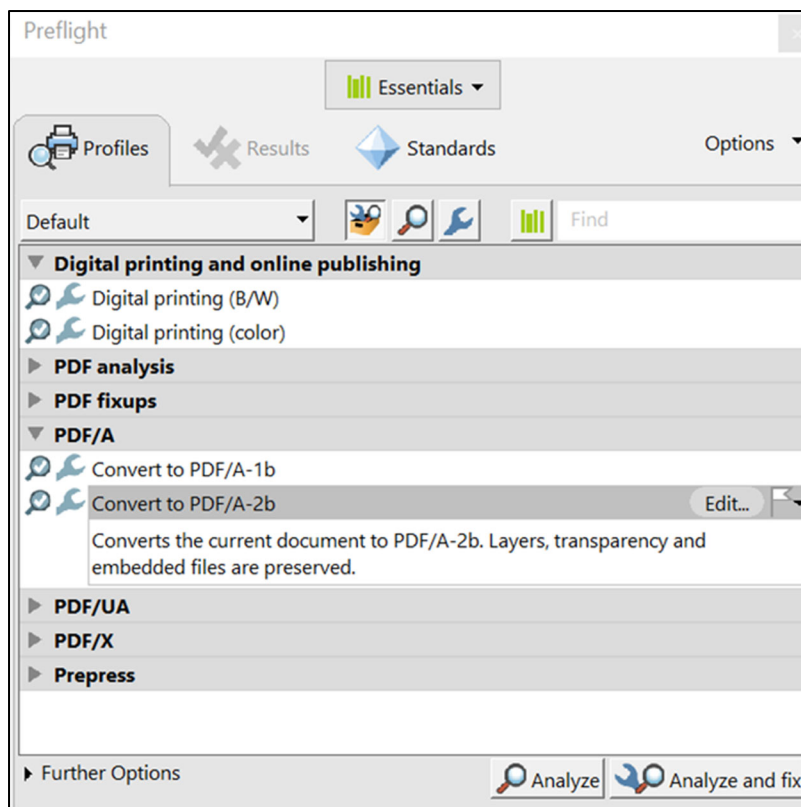 Preflight
Essentials
Profiles Results Standards Options
Default Find
Digital printing and online publishing
Digital printing (B/W)
Digital printing (color)
PDF analysis
PDF fixups
PDF/A
Convert to PDF/A-1b
Convert to PDF/A-2b Edit...
Converts the current document to PDF/A-2b. Layers, transparency and
embedded files are preserved.
PDF/UA
PDF/X
Prepress
Further Options Analyze Analyze and fix